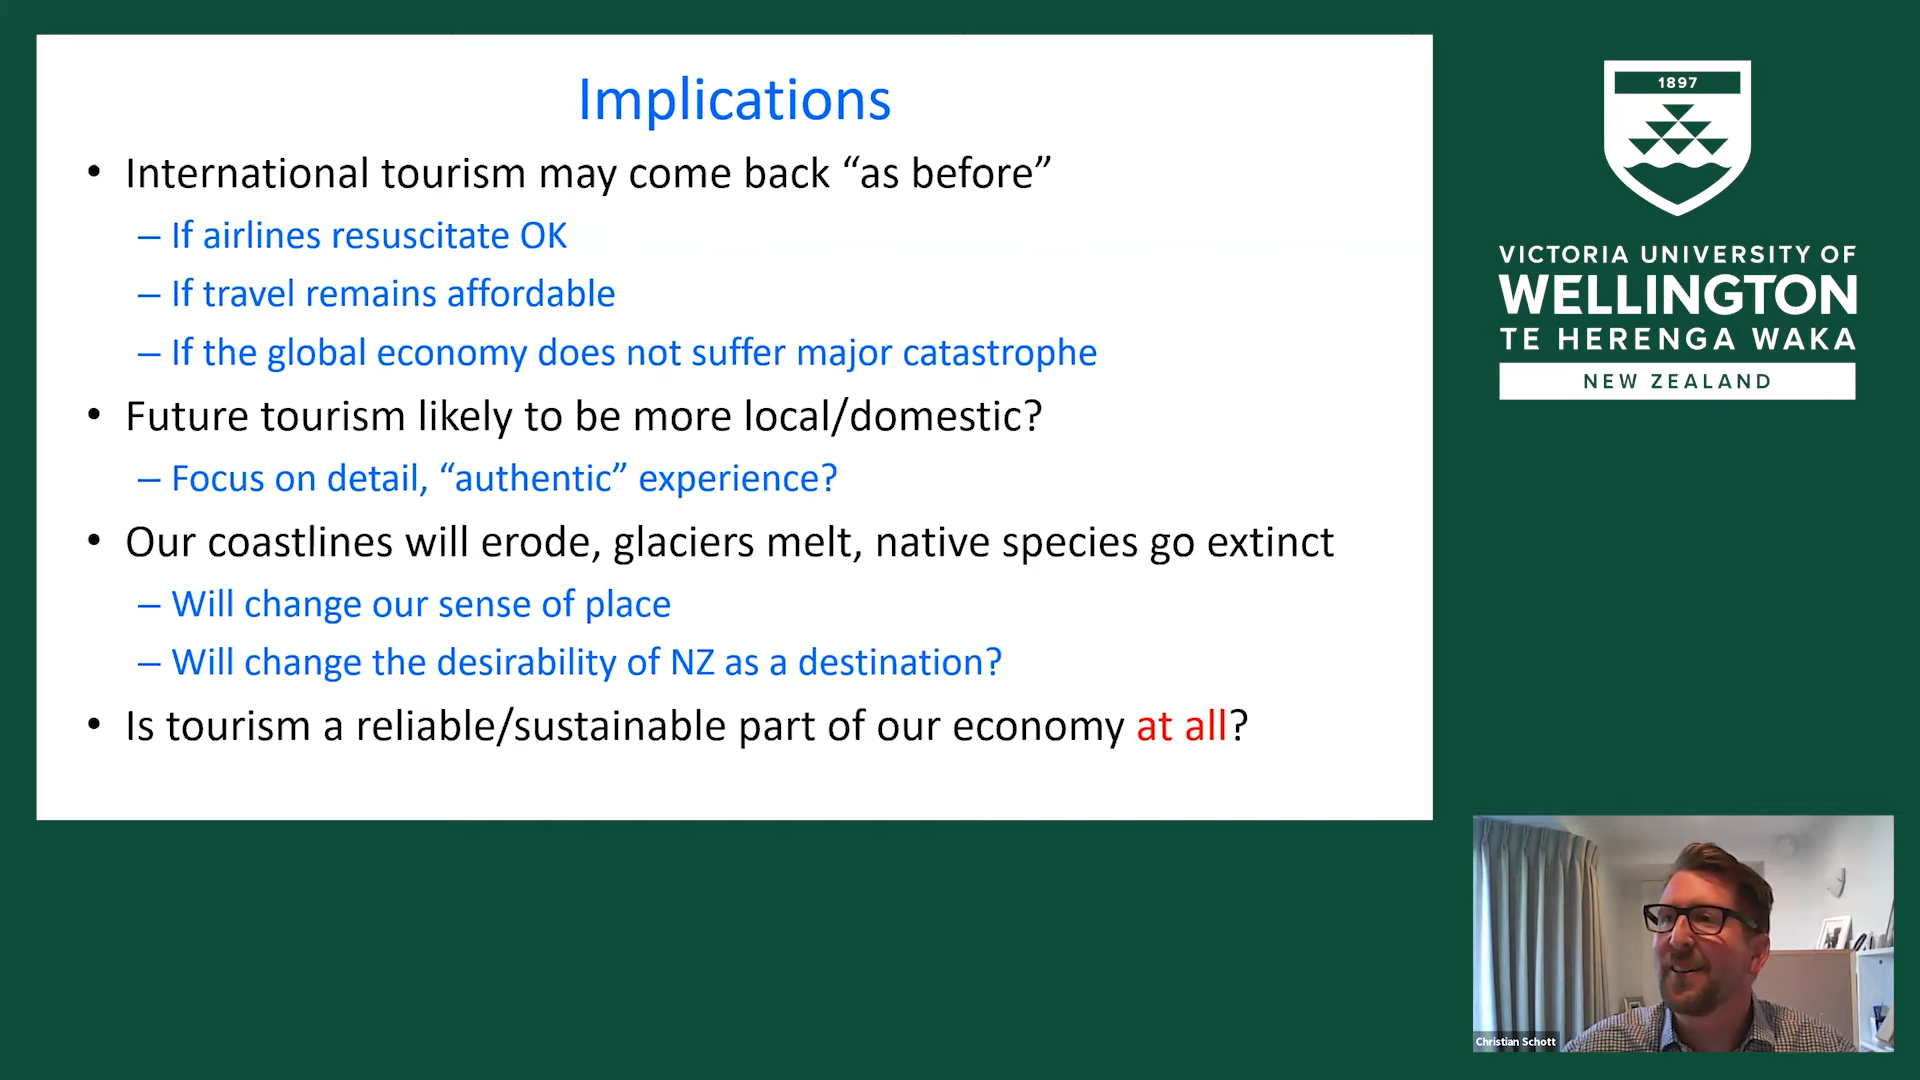 Implications
• International tourism may come back “as before”
– If airlines resuscitate OK
– If travel remains affordable
– If the global economy does not suffer major catastrophe
• Future tourism likely to be more local/domestic?
– Focus on detail, “authentic” experience?
• Our coastlines will erode, glaciers melt, native species go extinct
– Will change our sense of place
– Will change the desirability of NZ as a destination?
• Is tourism a reliable/sustainable part of our economy at all?
1897
VICTORIA UNIVERSITY OF
WELLINGTON
TE HERENGA WAKA
NEW ZEALAND
Christian Schott